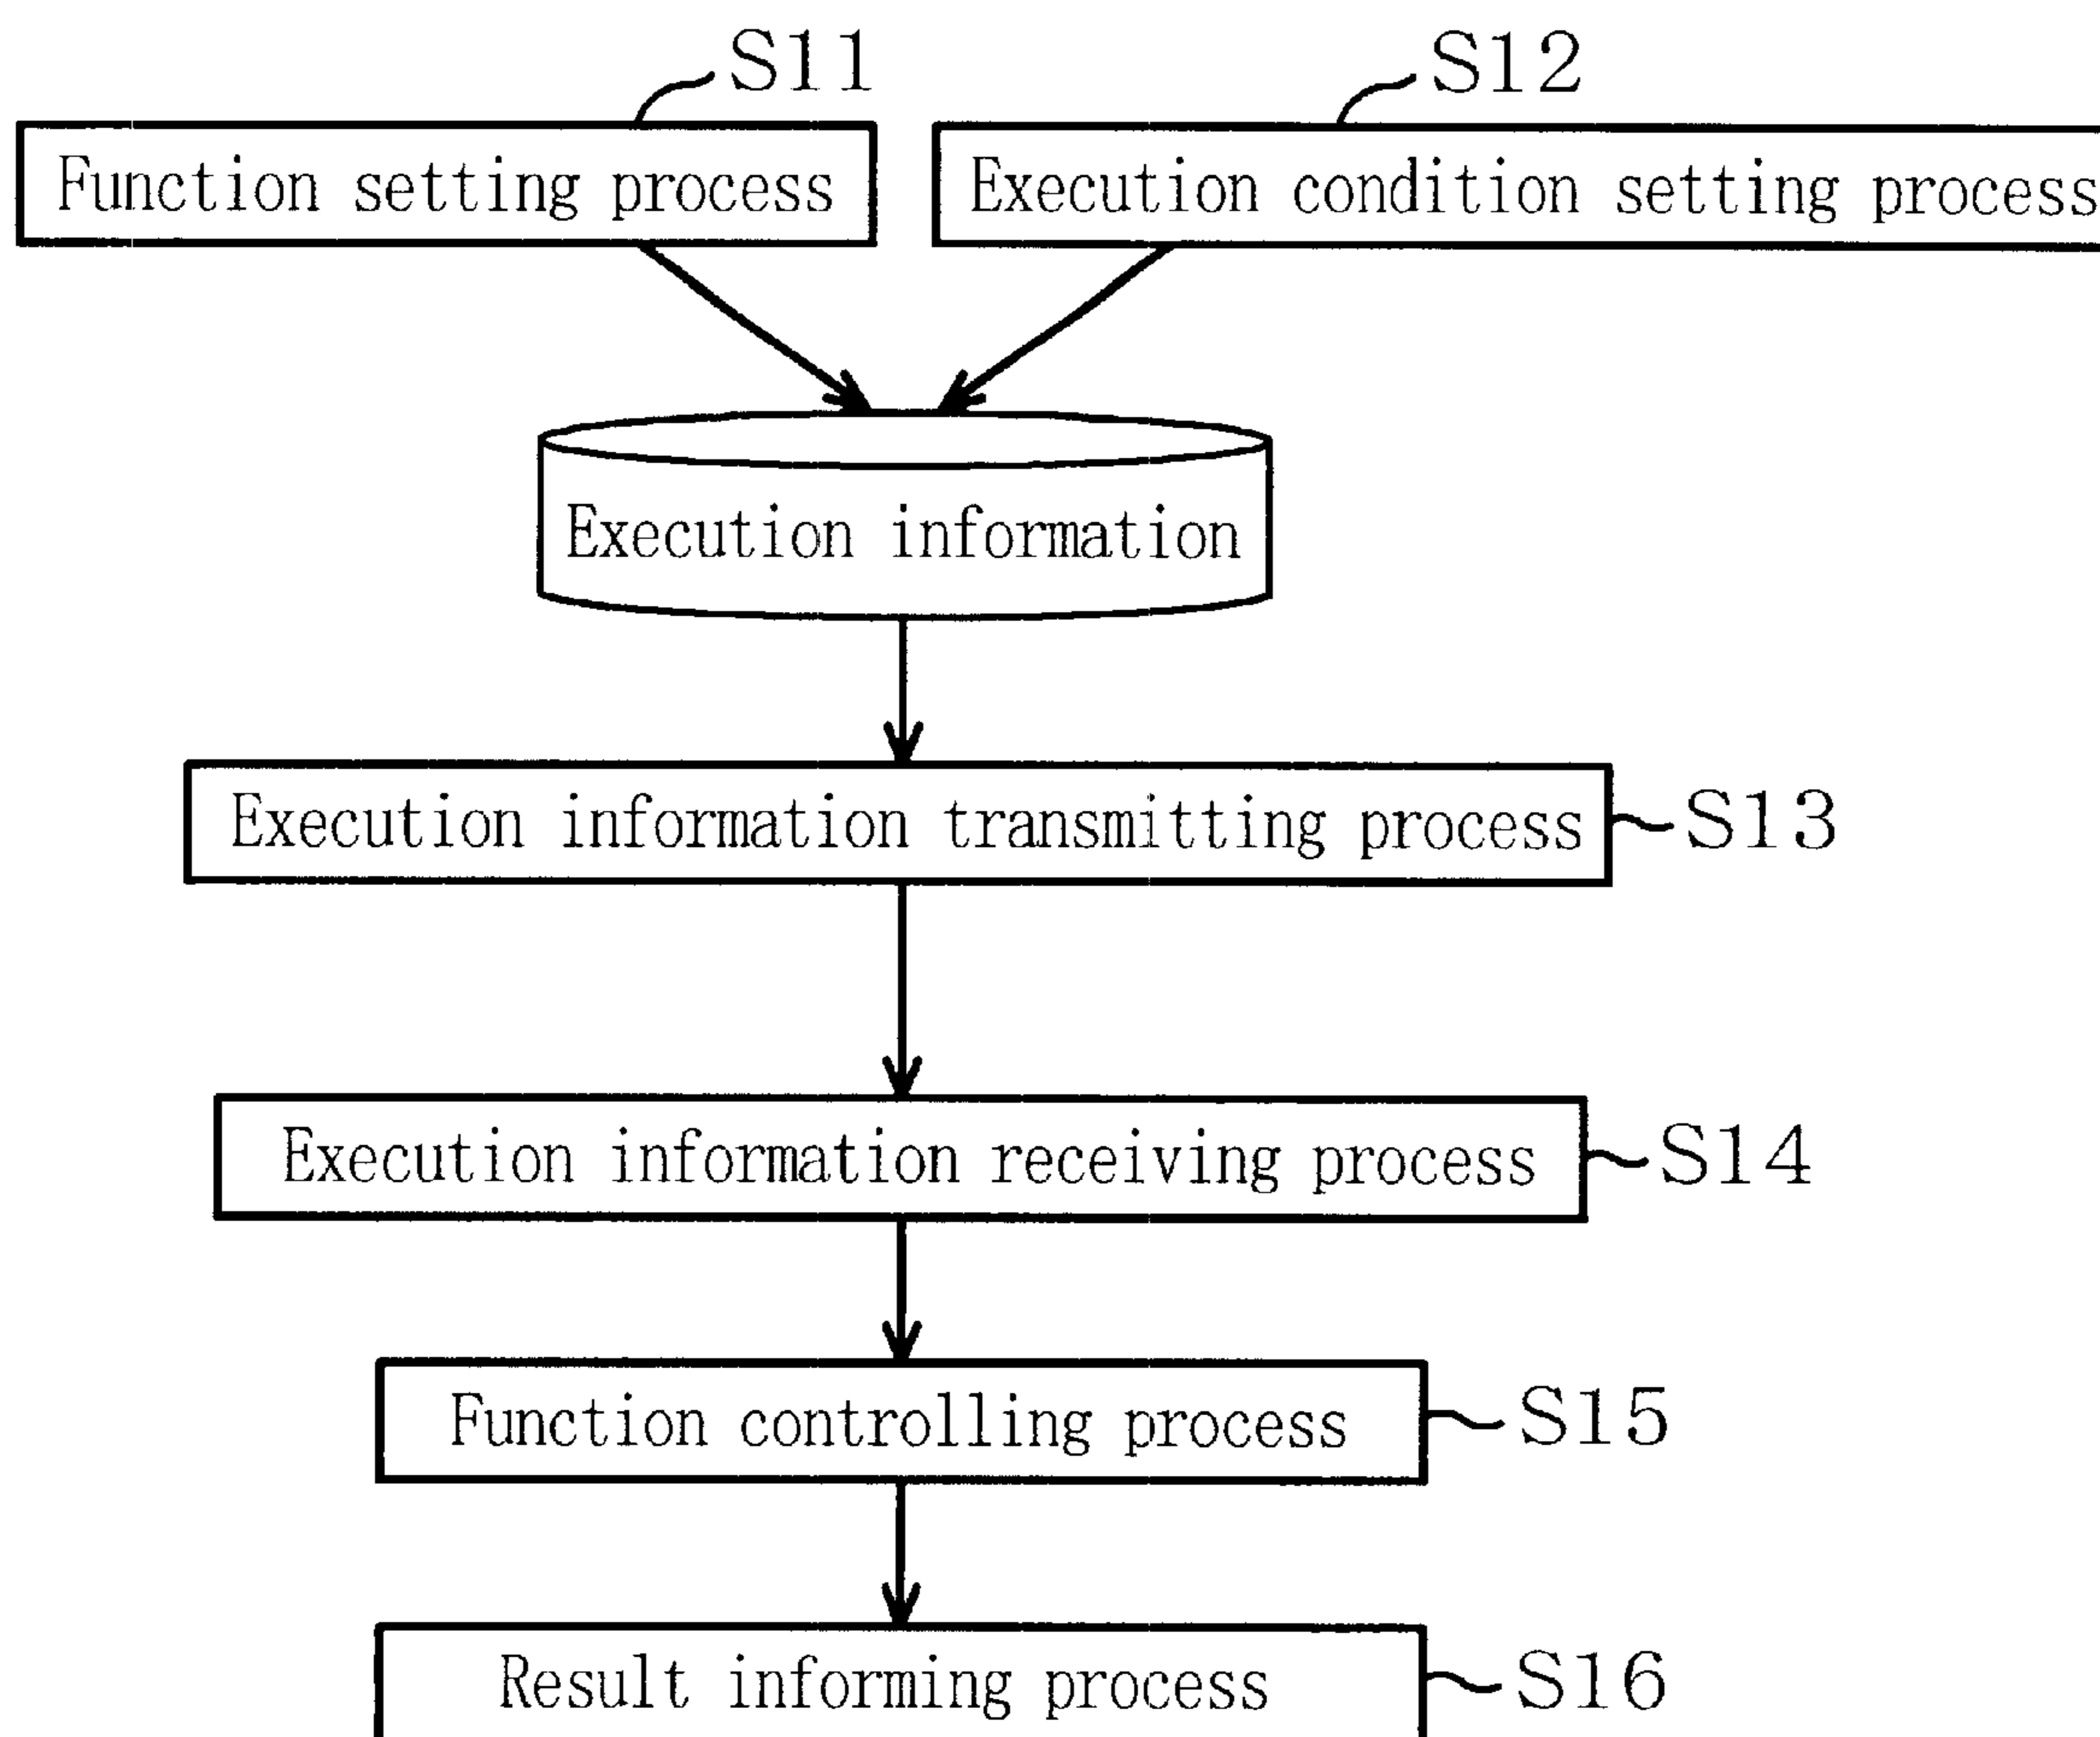 S11
S12
Function setting process
Execution condition setting process
Execution information
Execution information transmitting process
S13
Execution information receiving process
S14
Function controlling process
S15
Result informing process
S16